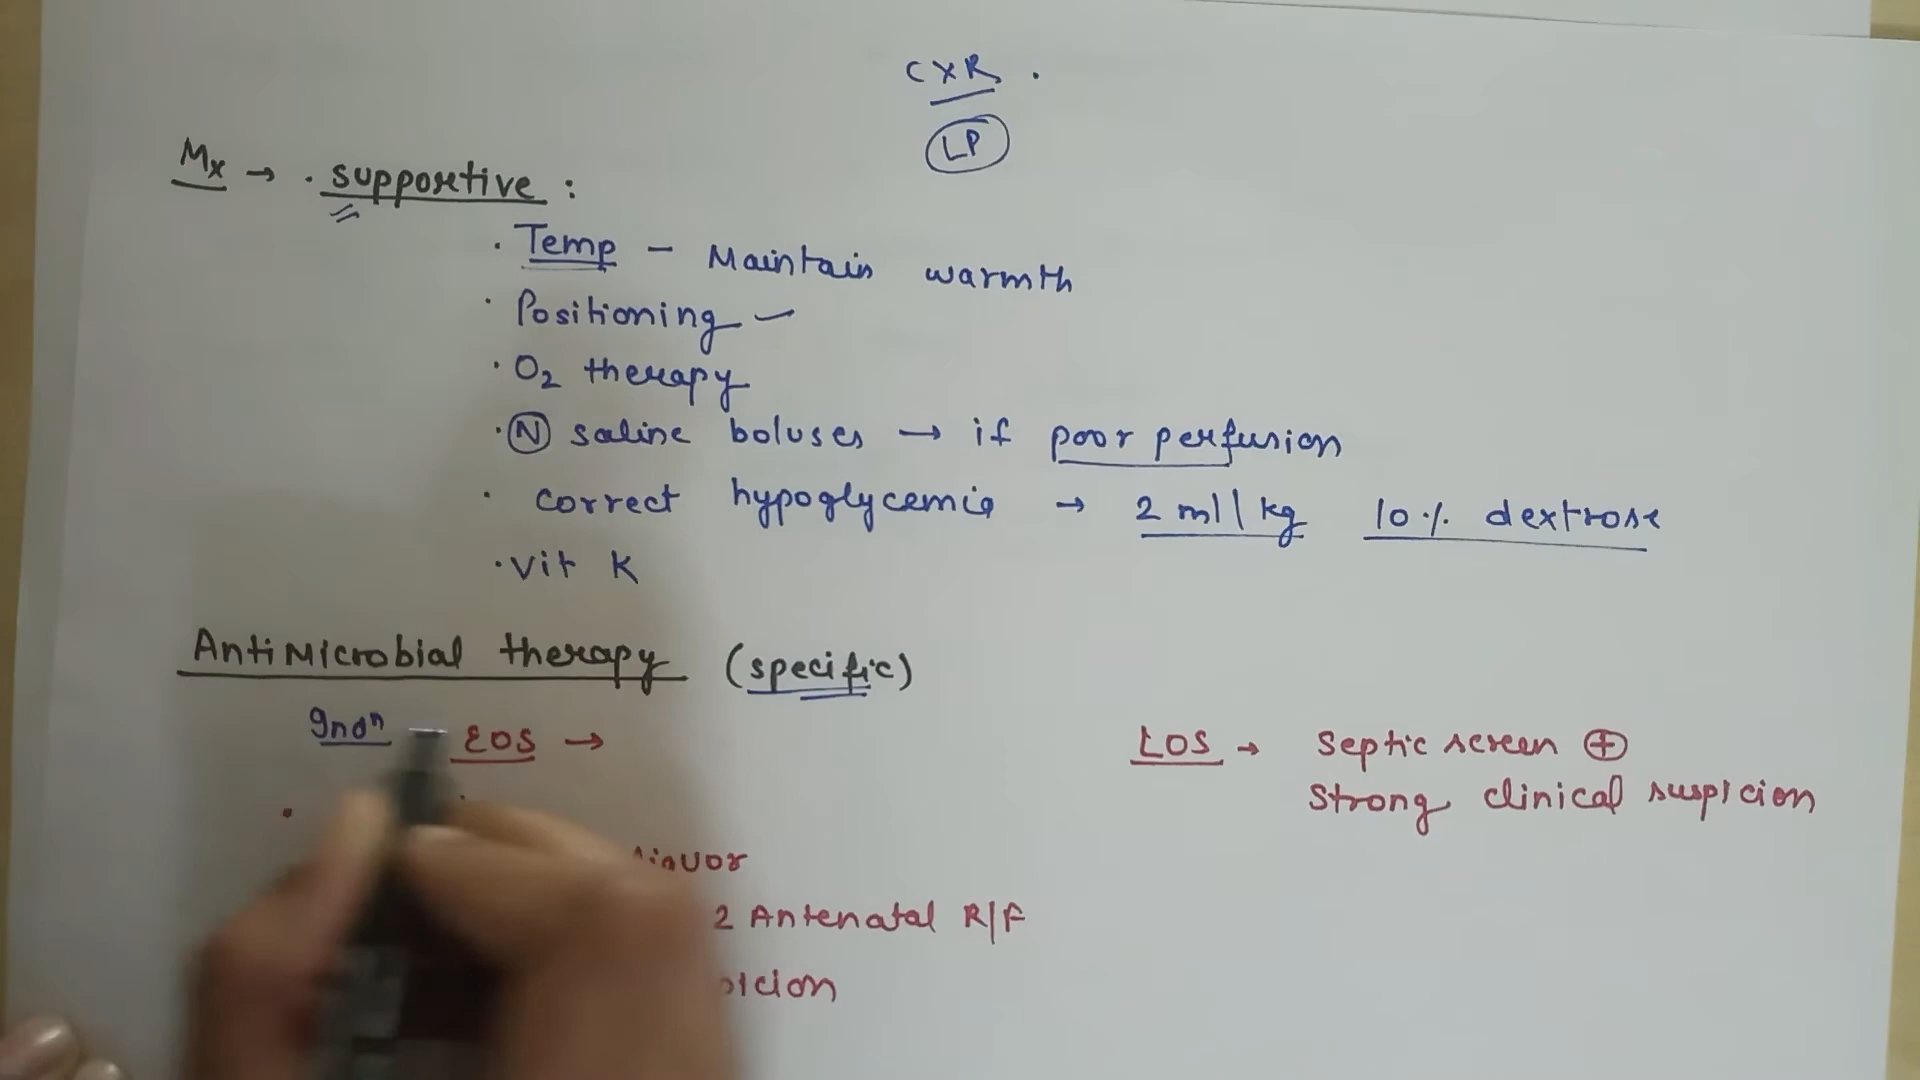 CXR.
LP
Mx → . supportive :
. Temp – Maintain warmth
. Positioning –
. O2 therapy
. (N) saline boluses → if poor perfusion
. correct hypoglycemia → 2 ml/kg 10% dextrose
. Vit K
AntiMicrobial therapy (specific)
Indn EOS →
LOS → Septic screen ⊕
Strong clinical suspicion
liquor
2 Antenatal R/F